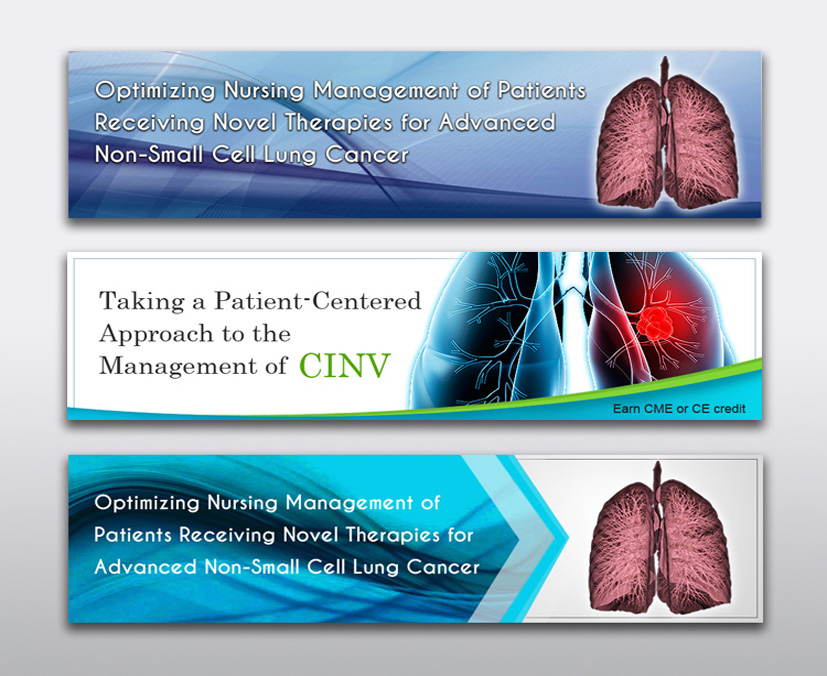 Optimizing Nursing Management of Patients
Receiving Novel Therapies for Advanced
Non-Small Cell Lung Cancer
Taking a Patient-Centered
Approach to the
Management of CINV
Earn CME or CE credit
Optimizing Nursing Management of
Patients Receiving Novel Therapies for
Advanced Non-Small Cell Lung Cancer